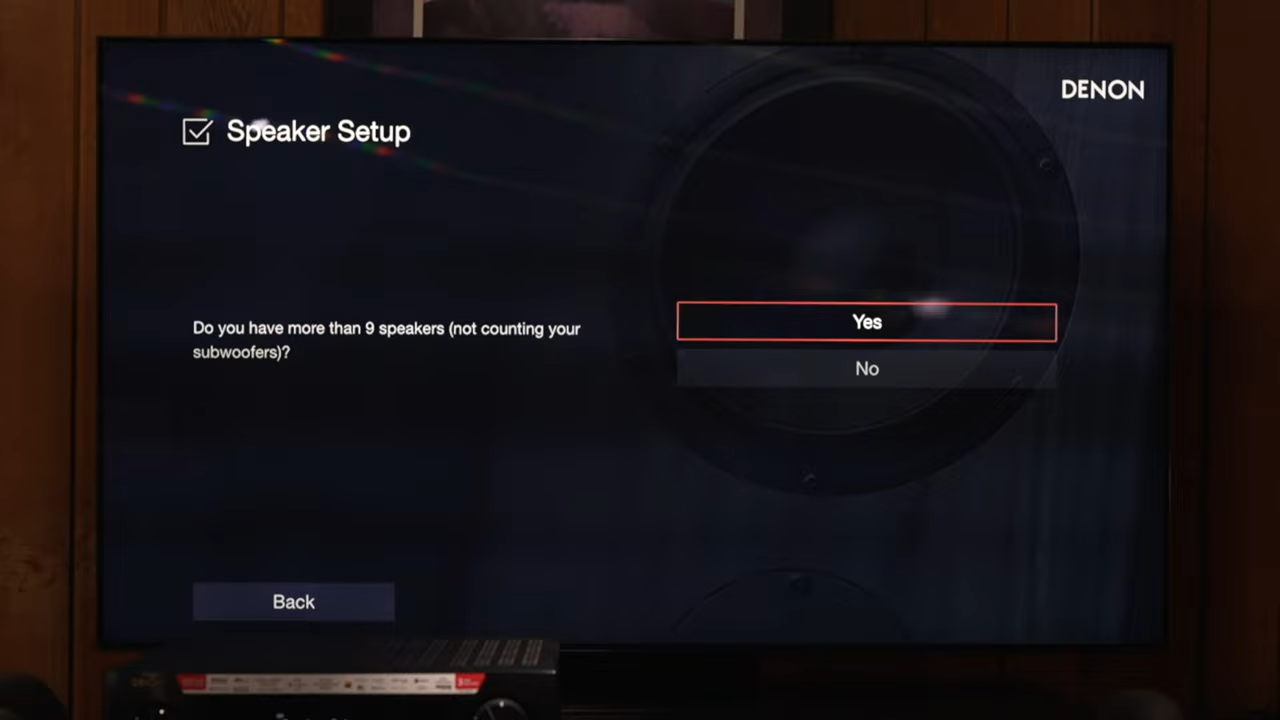 DENON
Speaker Setup
Do you have more than 9 speakers (not counting your
subwoofers)?
Yes
No
Back